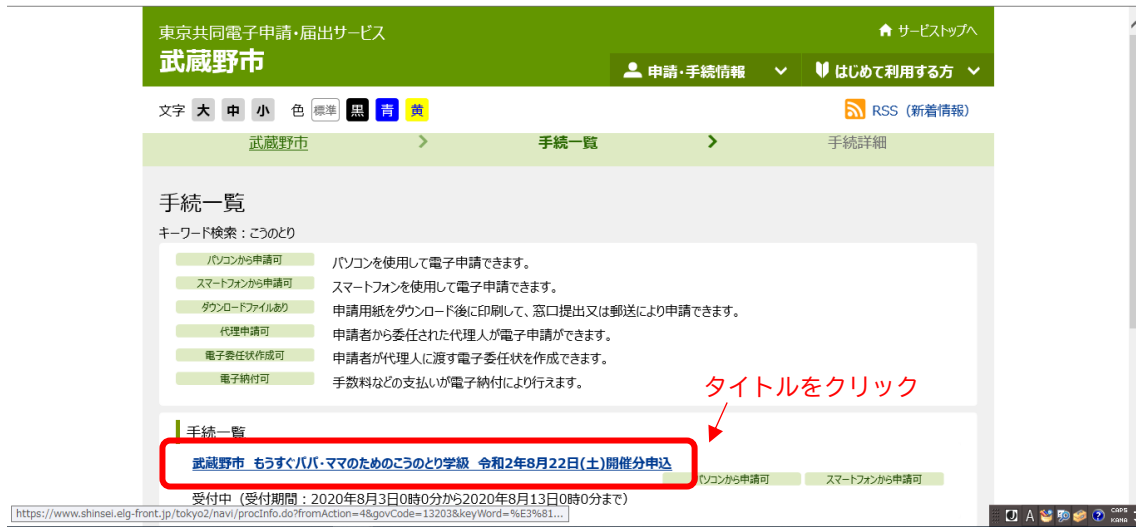 東京共同電子申請・届出サービス
サービストップへ
武蔵野市
申請・手続情報
はじめて利用する方
文字 大 中 小 色 標準 黒 青 黄
RSS（新着情報）
武蔵野市 > 手続一覧 > 手続詳細
手続一覧
キーワード検索：こうのとり
パソコンから申請可 パソコンを使用して電子申請できます。
スマートフォンから申請可 スマートフォンを使用して電子申請できます。
ダウンロードファイルあり 申請用紙をダウンロード後に印刷して、窓口提出又は郵送により申請できます。
代理申請可 申請者から委任された代理人が電子申請ができます。
電子委任状作成可 申請者が代理人に渡す電子委任状を作成できます。
電子納付可 手数料などの支払いが電子納付により行えます。
タイトルをクリック
手続一覧
武蔵野市 もうすぐパパ・ママのためのこうのとり学級 令和2年8月22日(土)開催分申込
パソコンから申請可 スマートフォンから申請可
受付中（受付期間：2020年8月3日0時0分から2020年8月13日0時0分まで）
https://www.shinsei.elg-front.jp/tokyo2/navi/procInfo.do?fromAction=4&govCode=13203&keyWord=%E3%81...
A CAPS
KANA